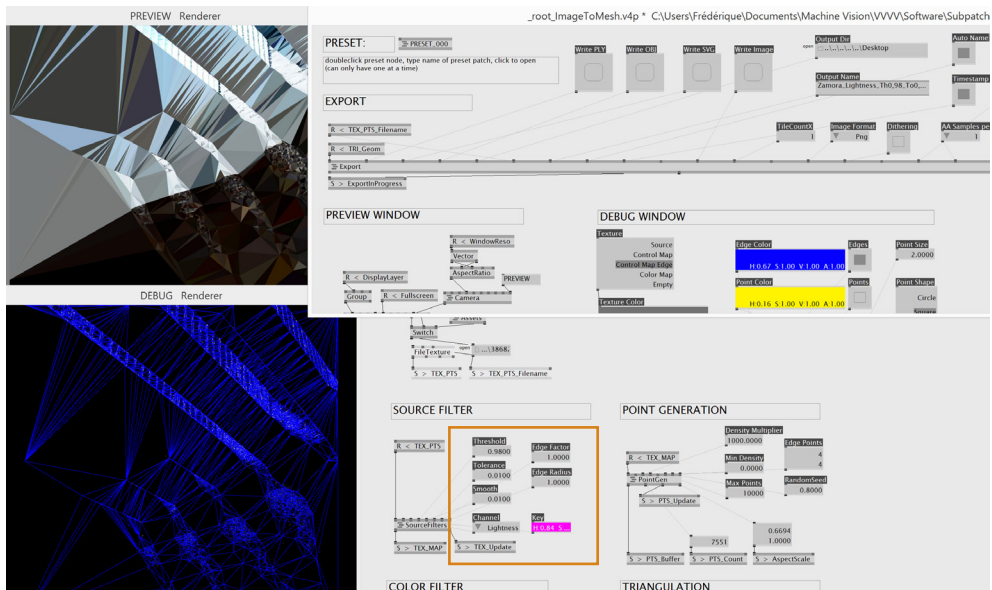 PREVIEW Renderer
_root_ImageToMesh.v4p * C:\Users\Frédérique\Documents\Machine Vision\VVVV\Software\Subpatch
PRESET:
PRESET_000
doubleclick preset node, type name of preset patch, click to open
(can only have one at a time)
Write PLY
Write OBJ
Write SVG
Write Image
Output Dir
open
..\..\..\..\..\Desktop
Auto Name
Output Name
Zamora_Lightness_Th0,98_To0,...
Timestamp
EXPORT
R < TEX_PTS_Filename
R < TRI_Geom
TileCountX
1
Image Format
Png
Dithering
AA Samples pe
1
Export
S > ExportInProgress
PREVIEW WINDOW
R < WindowReso
Vector
AspectRatio
PREVIEW
R < DisplayLayer
Group
R < Fullscreen
Camera
DEBUG WINDOW
Texture
Source
Control Map
Control Map Edge
Color Map
Empty
Texture Color
Edge Color
H:0.67 S:1.00 V:1.00 A:1.00
Edges
Point Size
2.0000
Point Color
H:0.16 S:1.00 V:1.00 A:1.00
Points
Point Shape
Circle
Square
DEBUG Renderer
Assets
Switch
FileTexture
open
...\3868.
S > TEX_PTS
S > TEX_PTS_Filename
SOURCE FILTER
R < TEX_PTS
Threshold
0.9800
Edge Factor
1.0000
Tolerance
0.0100
Edge Radius
1.0000
Smooth
0.0100
Channel
Lightness
Key
H:0.84 S...
SourceFilters
S > TEX_MAP
S > TEX_Update
POINT GENERATION
Density Multiplier
1000.0000
Edge Points
4
4
R < TEX_MAP
Min Density
0.0000
PointGen
Max Points
10000
RandomSeed
0.8000
S > PTS_Update
7551
0.6694
1.0000
S > PTS_Buffer
S > PTS_Count
S > AspectScale
COLOR FILTER
TRIANGULATION